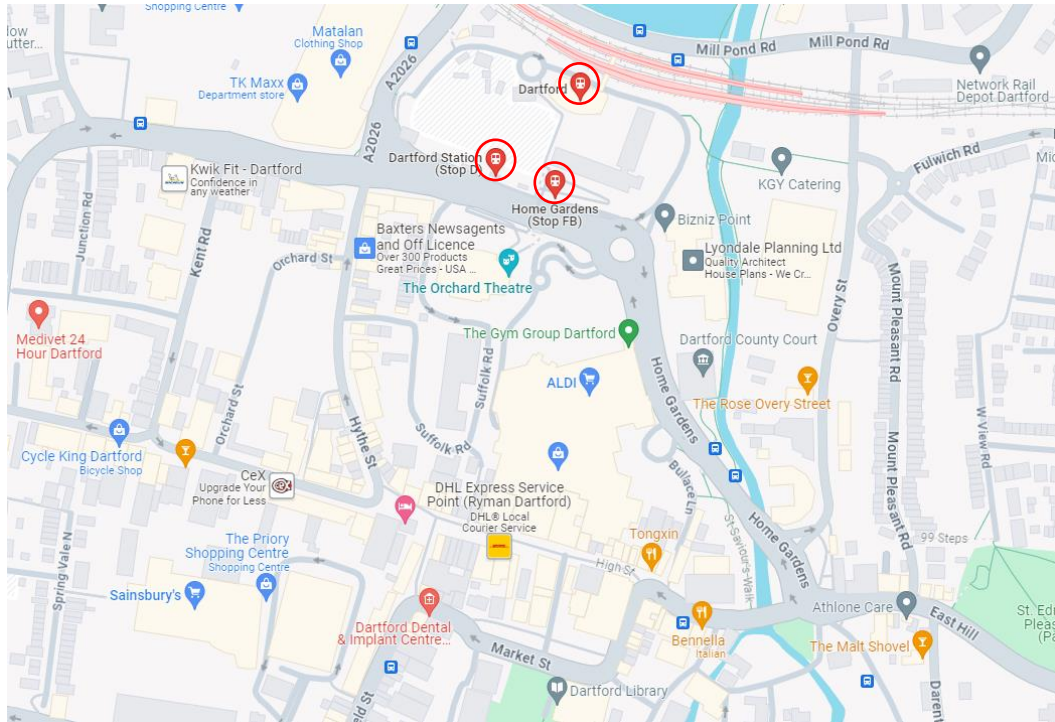 Shopping Centre
Matalan
Clothing Shop
TK Maxx
Department store
A2026
A2026
Dartford
Mill Pond Rd
Mill Pond Rd
Network Rail
Depot Dartford
Fulwich Rd
Dartford Station
(Stop D)
Home Gardens
(Stop FB)
KGY Catering
Kwik Fit - Dartford
Confidence in
any weather
Junction Rd
Kent Rd
Orchard St
Baxters Newsagents
and Off Licence
Over 300 Products
Great Prices - USA ...
The Orchard Theatre
Bizniz Point
Lyondale Planning Ltd
Quality Architect
House Plans - We Cr...
Overy St
Mount Pleasant Rd
Medivet 24
Hour Dartford
The Gym Group Dartford
Dartford County Court
ALDI
Suffolk Rd
Home Gardens
The Rose Overy Street
Orchard St
Hythe St
Suffolk Rd
W View Rd
Mount Pleasant Rd
Cycle King Dartford
Bicycle Shop
CeX
Upgrade Your
Phone for Less
DHL Express Service
Point (Ryman Dartford)
DHL® Local
Courier Service
Bullace Ln
The Priory
Shopping Centre
Shopping Centre
Tongxin
St-Saviour's-Walk
Home Gardens
99 Steps
Spring Vale N
Sainsbury's
High St
Athlone Care
East Hill
Dartford Dental
& Implant Centre...
Bennella
Italian
The Malt Shovel
Market St
Dartford Library